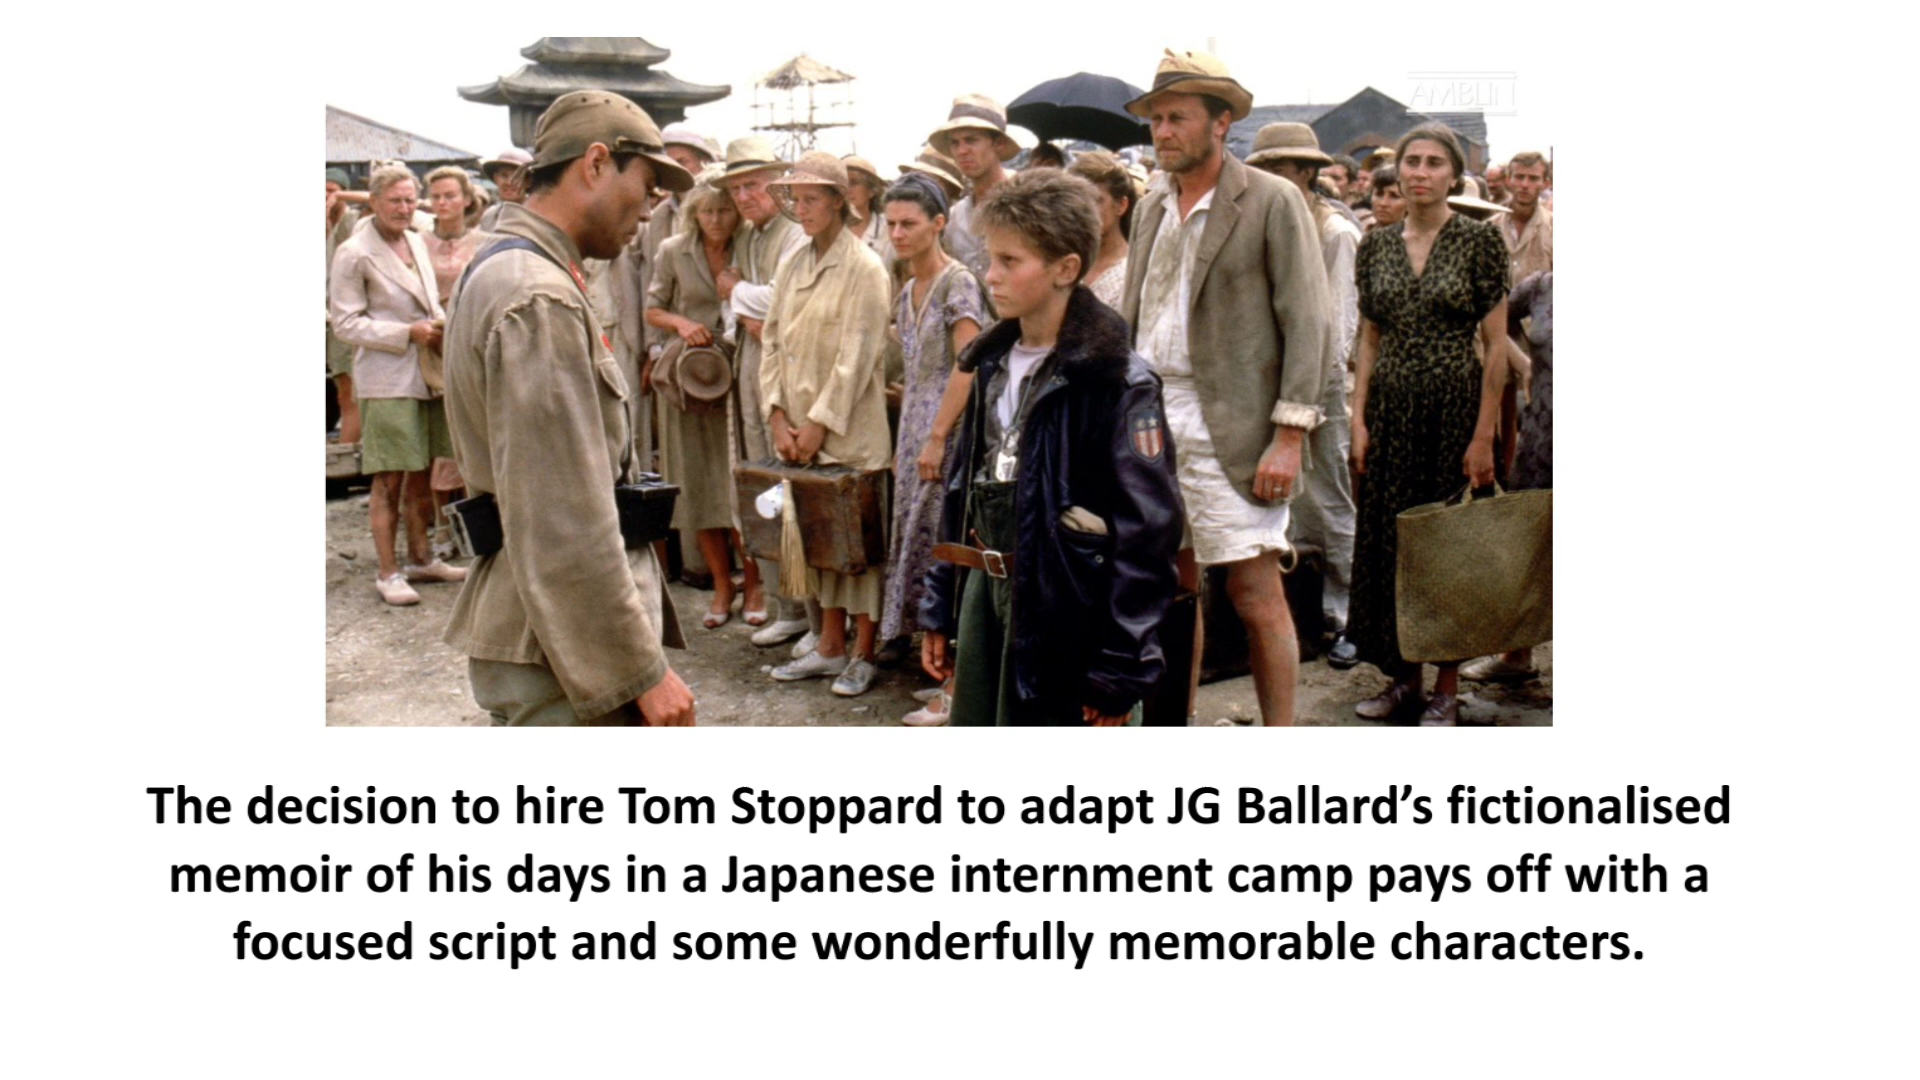 AMBLIN
The decision to hire Tom Stoppard to adapt JG Ballard’s fictionalised
memoir of his days in a Japanese internment camp pays off with a
focused script and some wonderfully memorable characters.